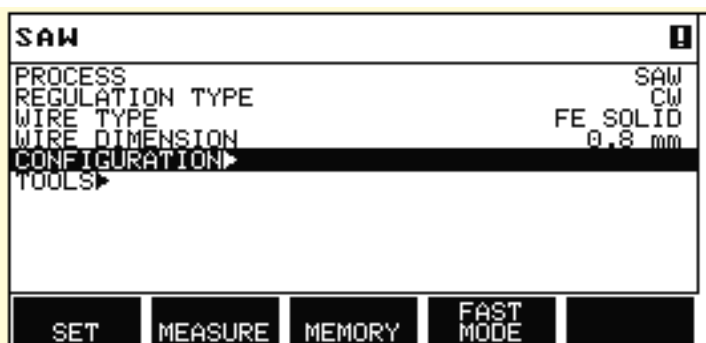 SAW !
PROCESS SAW
REGULATION TYPE CW
WIRE TYPE FE SOLID
WIRE DIMENSION 0.8 mm
CONFIGURATION▶
TOOLS▶
SET MEASURE MEMORY FAST MODE